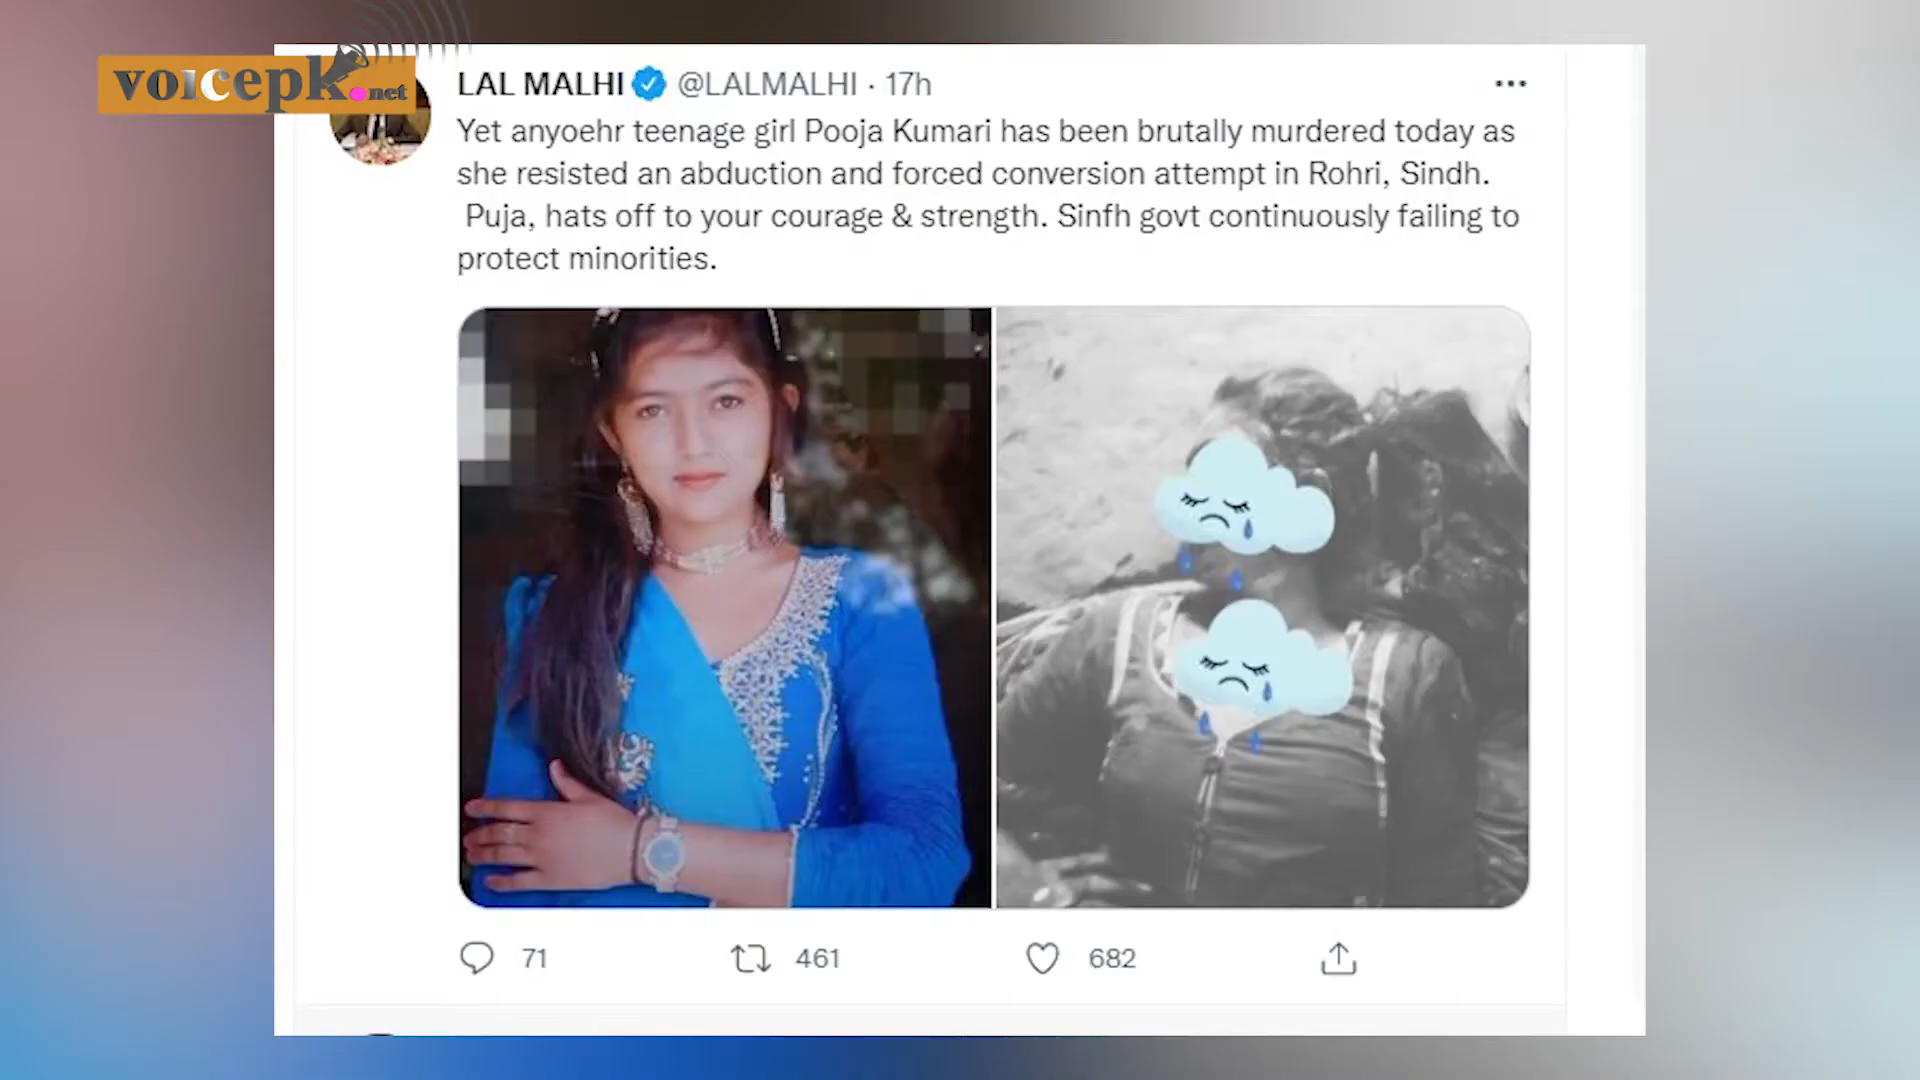 voicepk.net
LAL MALHI @LALMALHI · 17h
Yet anyoehr teenage girl Pooja Kumari has been brutally murdered today as
she resisted an abduction and forced conversion attempt in Rohri, Sindh.
Puja, hats off to your courage & strength. Sinfh govt continuously failing to
protect minorities.
71 461 682